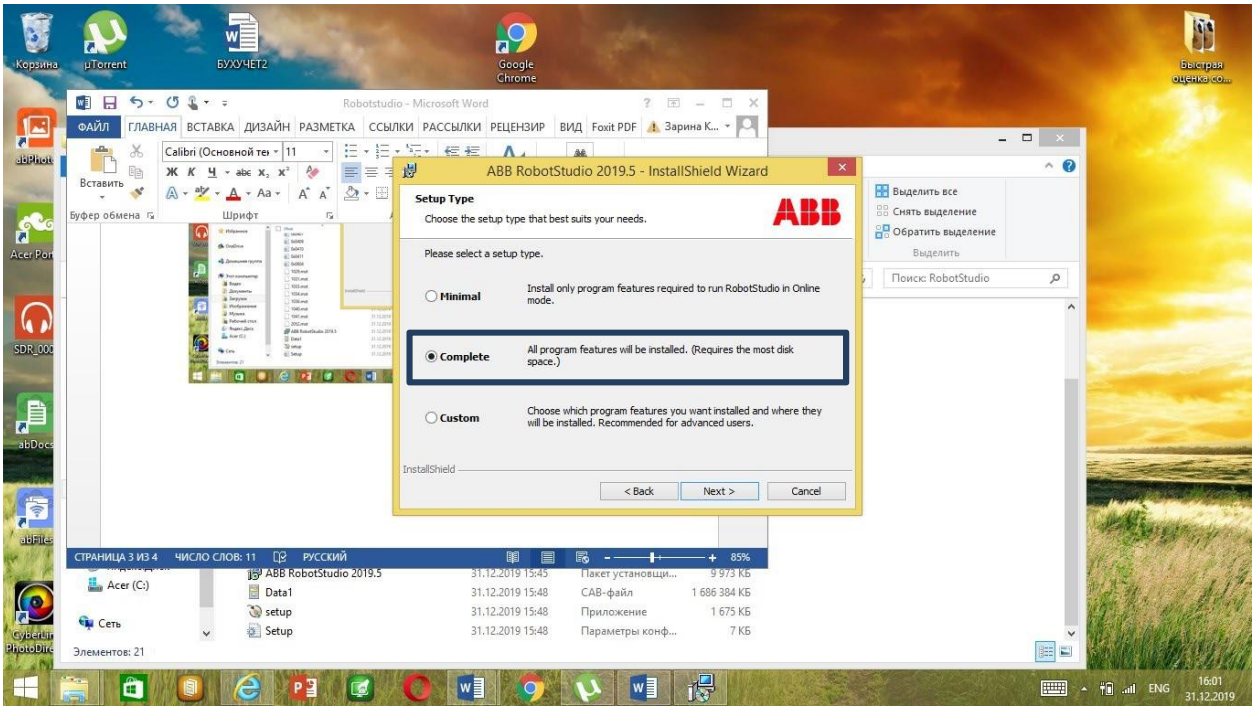 Корзина
µTorrent
БУХУЧЕТ2
Google
Chrome
Быстрая
оценка со...
abPhoto
Acer Port
SDR_000
abDocs
abFiles
Robotstudio - Microsoft Word
ФАЙЛ ГЛАВНАЯ ВСТАВКА ДИЗАЙН РАЗМЕТКА ССЫЛКИ РАССЫЛКИ РЕЦЕНЗИР ВИД Foxit PDF Зарина К...
Вставить
Calibri (Основной те 11
Ж К Ч abc x₂ x²
Aa
Буфер обмена
Шрифт
ABB RobotStudio 2019.5 - InstallShield Wizard
Setup Type
Choose the setup type that best suits your needs.
ABB
Please select a setup type.
Minimal
Install only program features required to run RobotStudio in Online
mode.
Complete
All program features will be installed. (Requires the most disk
space.)
Custom
Choose which program features you want installed and where they
will be installed. Recommended for advanced users.
InstallShield
< Back Next > Cancel
Выделить все
Снять выделение
Обратить выделение
Выделить
Поиск: RobotStudio
СТРАНИЦА 3 ИЗ 4 ЧИСЛО СЛОВ: 11 РУССКИЙ 85%
ABB RobotStudio 2019.5 31.12.2019 15:45 Пакет установщи... 9 973 КБ
Acer (C:)
Data1 31.12.2019 15:48 CAB-файл 1 686 384 КБ
setup 31.12.2019 15:48 Приложение 1 675 КБ
Сеть
Setup 31.12.2019 15:48 Параметры конф... 7 КБ
Элементов: 21
ENG
16:01
31.12.2019